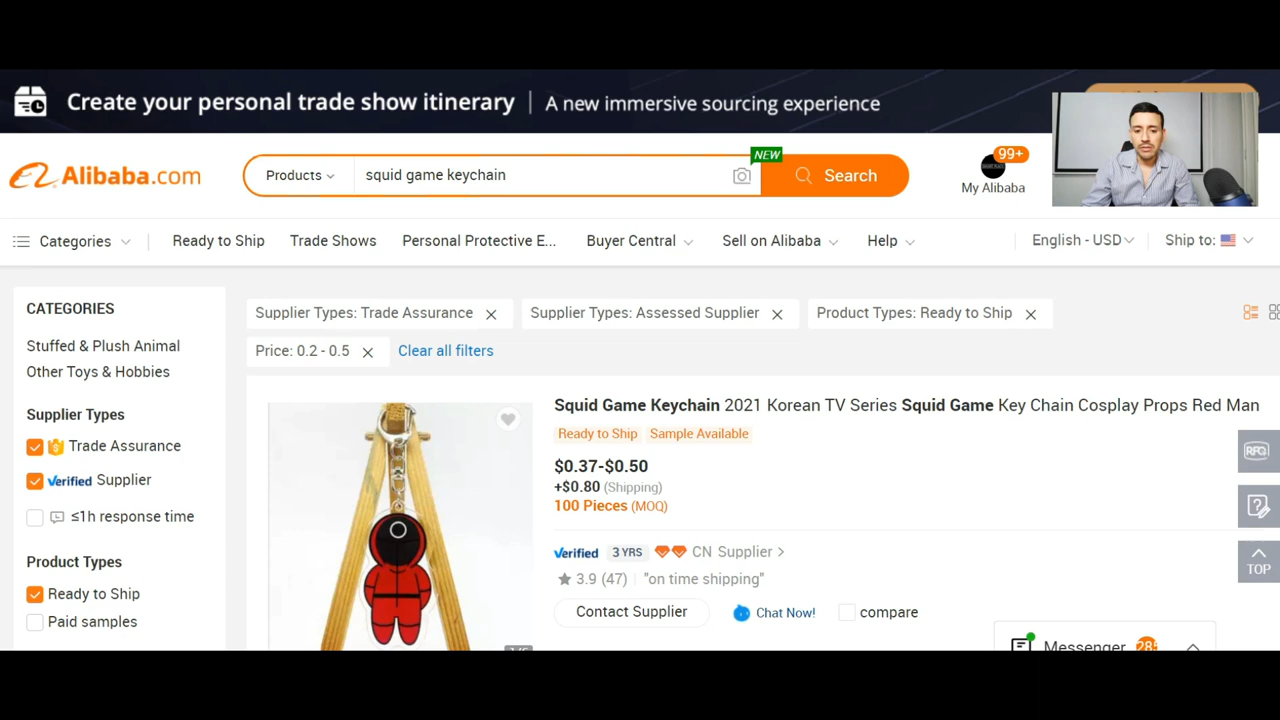 Create your personal trade show itinerary | A new immersive sourcing experience
Alibaba.com
Products
squid game keychain
NEW
Search
99+
My Alibaba
Categories
Ready to Ship
Trade Shows
Personal Protective E...
Buyer Central
Sell on Alibaba
Help
English - USD
Ship to:
CATEGORIES
Stuffed & Plush Animal
Other Toys & Hobbies
Supplier Types
Trade Assurance
Verified Supplier
≤1h response time
Product Types
Ready to Ship
Paid samples
Supplier Types: Trade Assurance
Supplier Types: Assessed Supplier
Product Types: Ready to Ship
Price: 0.2 - 0.5
Clear all filters
Squid Game Keychain 2021 Korean TV Series Squid Game Key Chain Cosplay Props Red Man
Ready to Ship Sample Available
$0.37-$0.50
+$0.80 (Shipping)
100 Pieces (MOQ)
Verified 3 YRS CN Supplier >
3.9 (47) "on time shipping"
Contact Supplier Chat Now! compare
RFQ
TOP
Messenger